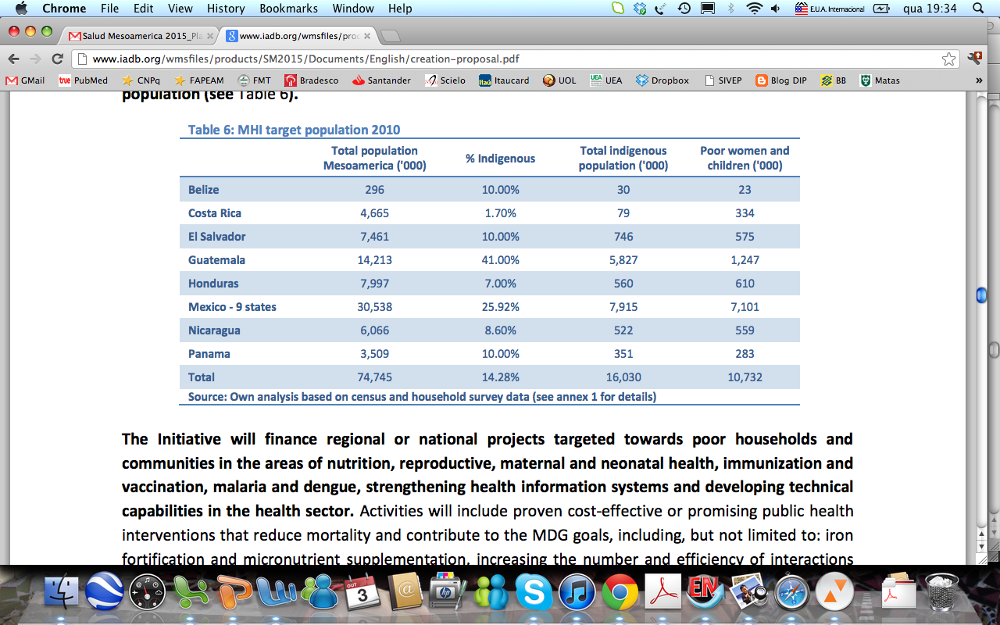 Chrome File Edit View History Bookmarks Window Help E.U.A. Internacional qua 19:34
Salud Mesoamerica 2015_Pla www.iadb.org/wmsfiles/proc
www.iadb.org/wmsfiles/products/SM2015/Documents/English/creation-proposal.pdf
GMail PubMed CNPq FAPEAM FMT Bradesco Santander Scielo Itaucard UOL UEA Dropbox SIVEP Blog DIP BB Matas »
population (see Table 6).
Table 6: MHI target population 2010
Total population Mesoamerica ('000) % Indigenous Total indigenous population ('000) Poor women and children ('000)
Belize 296 10.00% 30 23
Costa Rica 4,665 1.70% 79 334
El Salvador 7,461 10.00% 746 575
Guatemala 14,213 41.00% 5,827 1,247
Honduras 7,997 7.00% 560 610
Mexico - 9 states 30,538 25.92% 7,915 7,101
Nicaragua 6,066 8.60% 522 559
Panama 3,509 10.00% 351 283
Total 74,745 14.28% 16,030 10,732
Source: Own analysis based on census and household survey data (see annex 1 for details)
The Initiative will finance regional or national projects targeted towards poor households and
communities in the areas of nutrition, reproductive, maternal and neonatal health, immunization and
vaccination, malaria and dengue, strengthening health information systems and developing technical
capabilities in the health sector. Activities will include proven cost-effective or promising public health
interventions that reduce mortality and contribute to the MDG goals, including, but not limited to: iron
fortification and micronutrient supplementation, increasing the number and efficiency of interactions
OUT
3
hp
EN